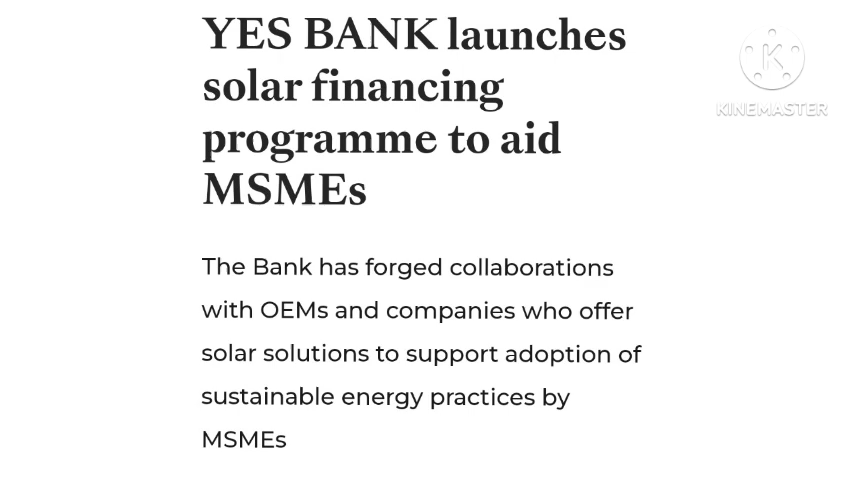 YES BANK launches
solar financing
programme to aid
MSMEs
The Bank has forged collaborations
with OEMs and companies who offer
solar solutions to support adoption of
sustainable energy practices by
MSMEs
K
KINEMASTER